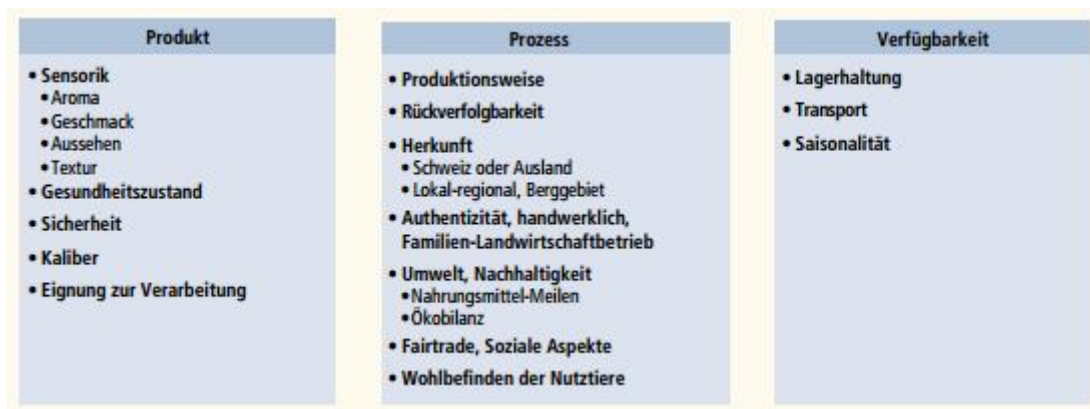 Produkt
• Sensorik
• Aroma
• Geschmack
• Aussehen
• Textur
• Gesundheitszustand
• Sicherheit
• Kaliber
• Eignung zur Verarbeitung
Prozess
• Produktionsweise
• Rückverfolgbarkeit
• Herkunft
• Schweiz oder Ausland
• Lokal-regional, Berggebiet
• Authentizität, handwerklich,
Familien-Landwirtschaftbetrieb
• Umwelt, Nachhaltigkeit
• Nahrungsmittel-Meilen
• Ökobilanz
• Fairtrade, Soziale Aspekte
• Wohlbefinden der Nutztiere
Verfügbarkeit
• Lagerhaltung
• Transport
• Saisonalität